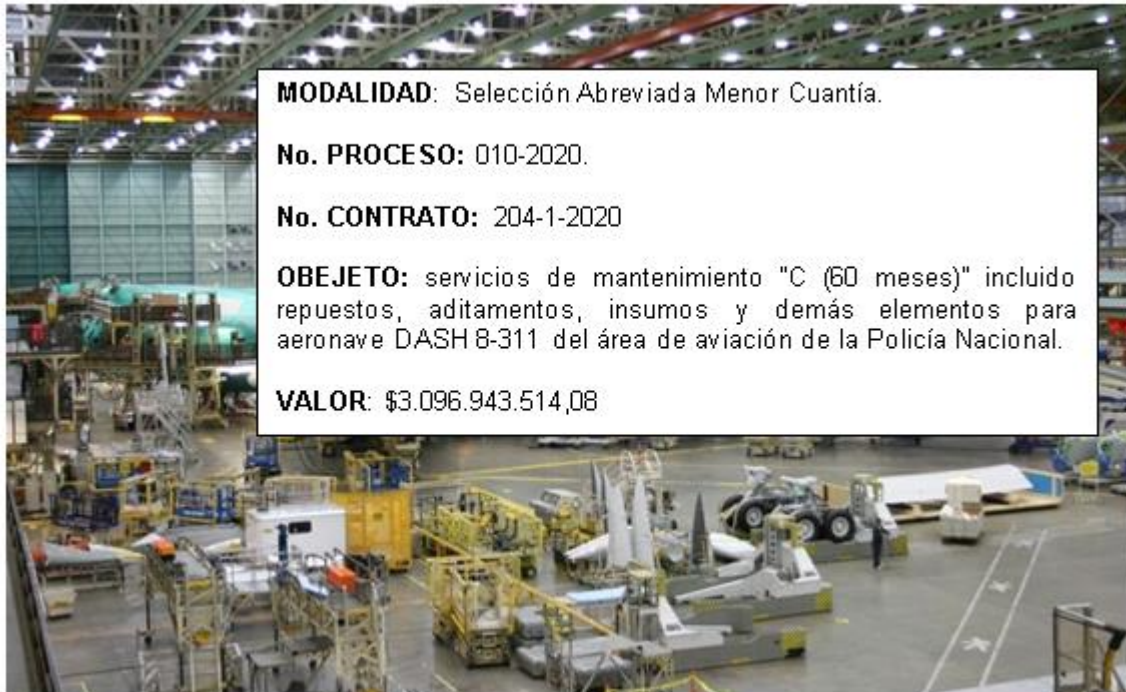 MODALIDAD: Selección Abreviada Menor Cuantía.
No. PROCESO: 010-2020.
No. CONTRATO: 204-1-2020
OBEJETO: servicios de mantenimiento "C (60 meses)" incluido
repuestos, aditamentos, insumos y demás elementos para
aeronave DASH 8-311 del área de aviación de la Policía Nacional.
VALOR: $3.096.943.514,08